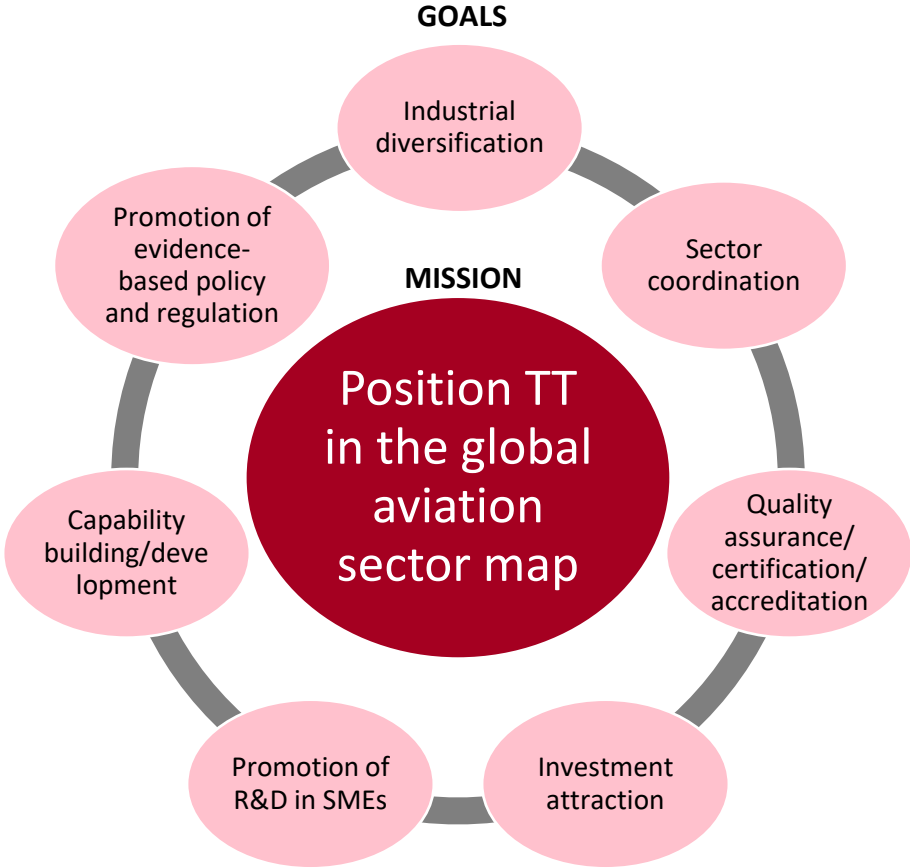 GOALS
Industrial
diversification
Promotion of
evidence-
based policy
and regulation
Sector
coordination
MISSION
Position TT
in the global
aviation
sector map
Capability
building/deve
lopment
Quality
assurance/
certification/
accreditation
Promotion of
R&D in SMEs
Investment
attraction